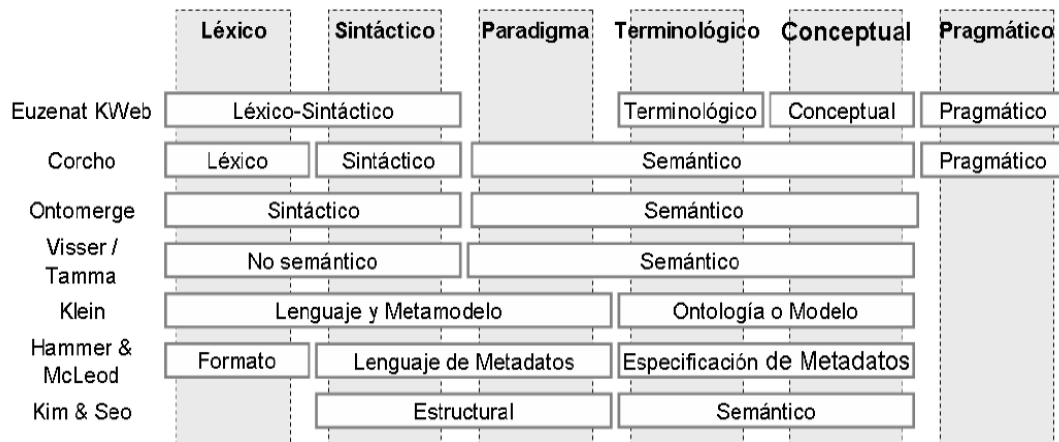 Léxico Sintáctico Paradigma Terminológico Conceptual Pragmático
Euzenat KWeb Léxico-Sintáctico Terminológico Conceptual Pragmático
Corcho Léxico Sintáctico Semántico Pragmático
Ontomerge Sintáctico Semántico
Visser /
Tamma No semántico Semántico
Klein Lenguaje y Metamodelo Ontología o Modelo
Hammer &
McLeod Formato Lenguaje de Metadatos Especificación de Metadatos
Kim & Seo Estructural Semántico